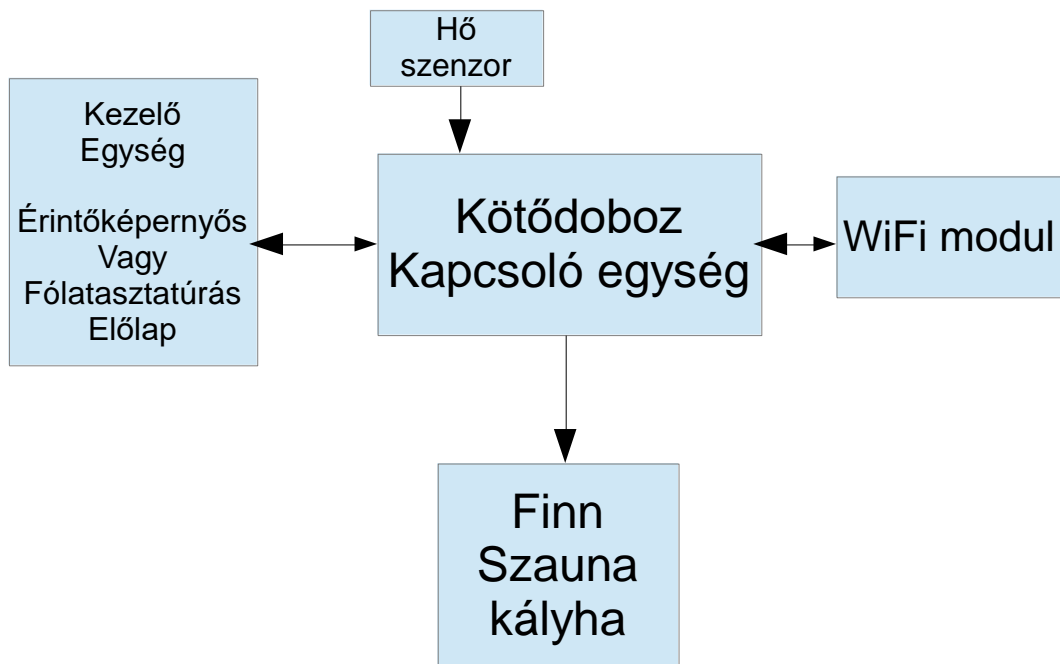 Hő
szenzor
Kezelő
Egység
Érintőképernyős
Vagy
Fólatasztatúrás
Előlap
Kötődoboz
Kapcsoló egység
WiFi modul
Finn
Szauna
kályha